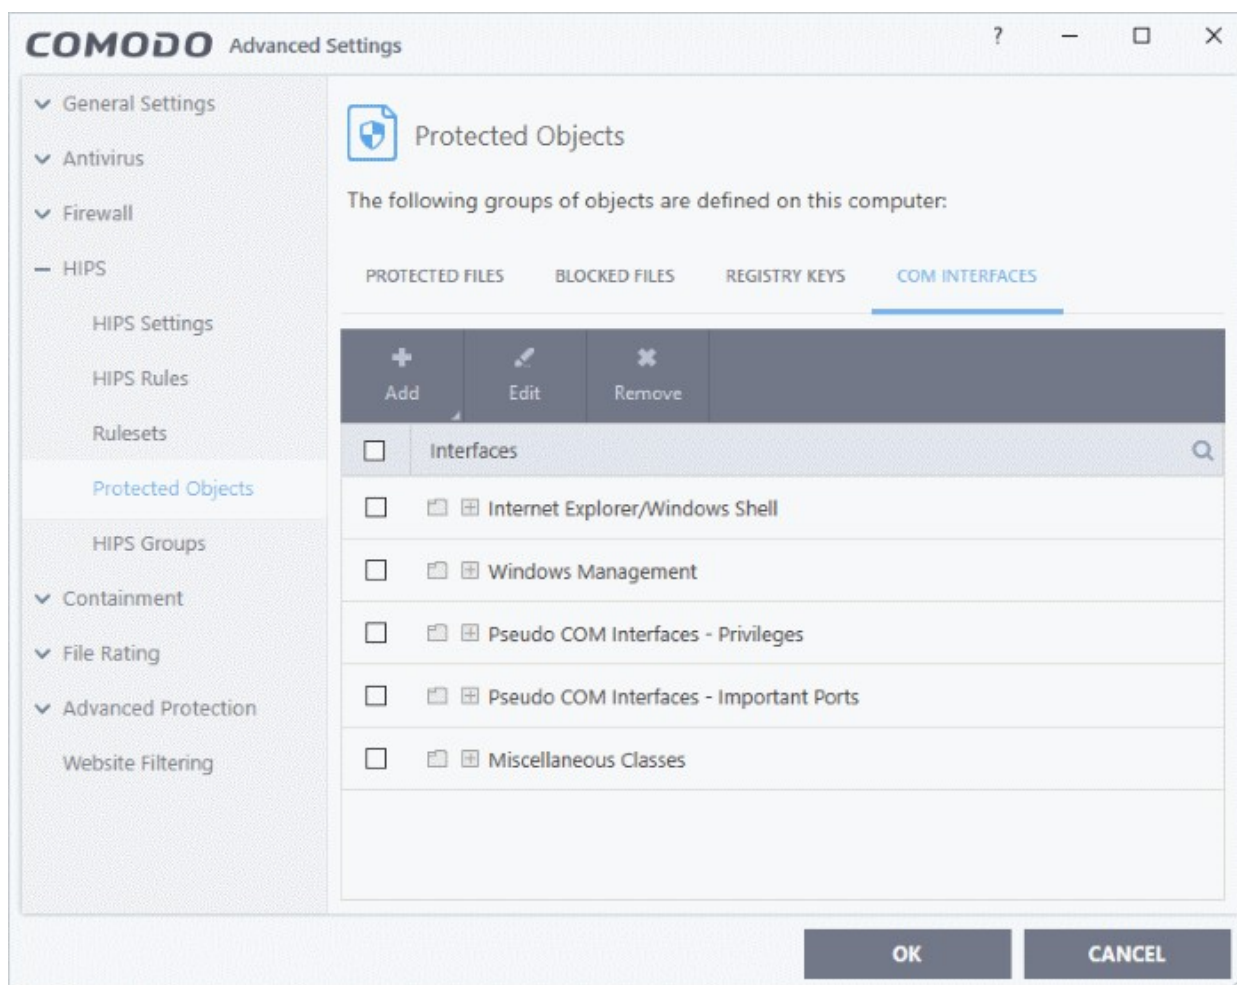 COMODO Advanced Settings ?
General Settings
Antivirus
Firewall
HIPS
HIPS Settings
HIPS Rules
Rulesets
Protected Objects
HIPS Groups
Containment
File Rating
Advanced Protection
Website Filtering
Protected Objects
The following groups of objects are defined on this computer:
PROTECTED FILES BLOCKED FILES REGISTRY KEYS COM INTERFACES
Add Edit Remove
Interfaces
Internet Explorer/Windows Shell
Windows Management
Pseudo COM Interfaces - Privileges
Pseudo COM Interfaces - Important Ports
Miscellaneous Classes
OK CANCEL